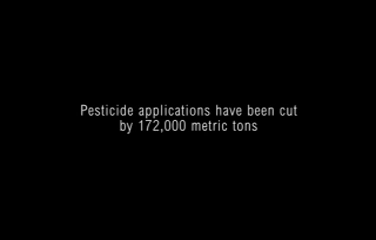 Pesticide applications have been cut
by 172,000 metric tons